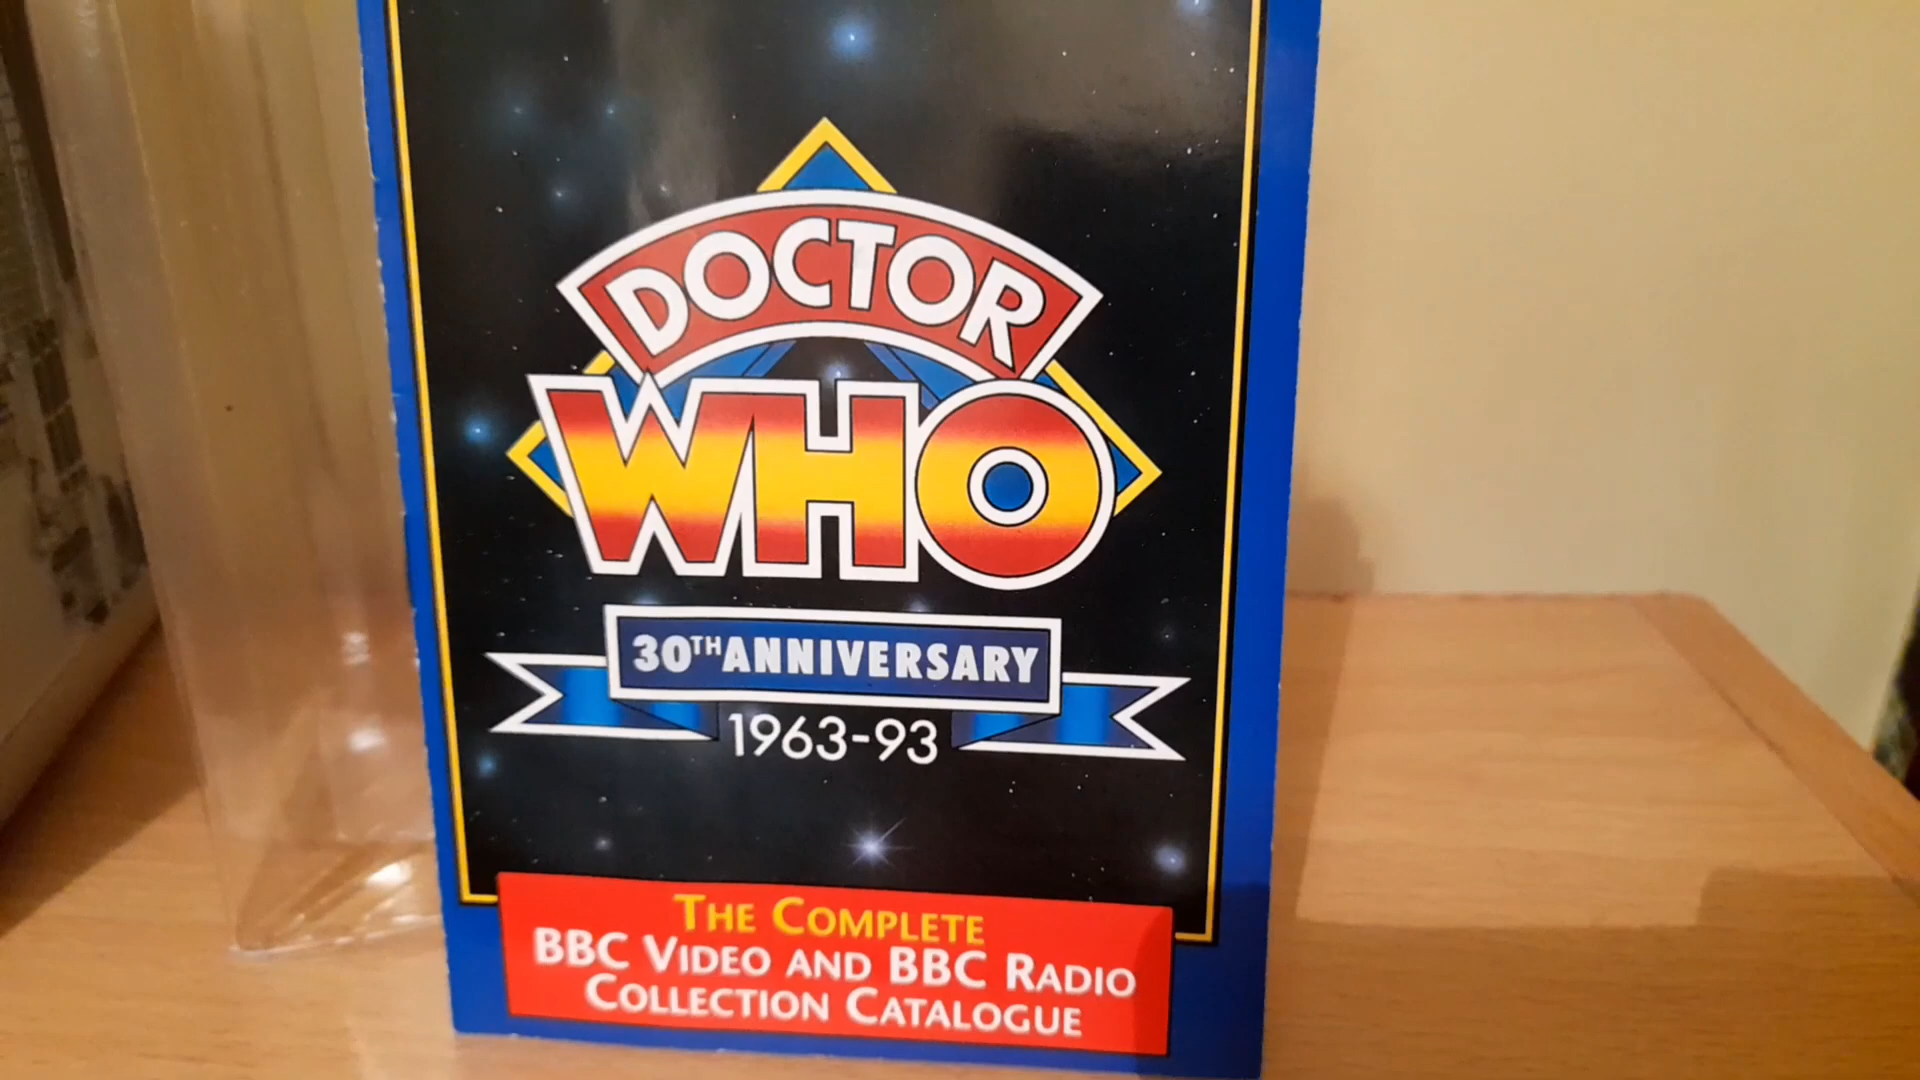 DOCTOR
WHO
30TH ANNIVERSARY
1963-93
THE COMPLETE
BBC VIDEO AND BBC RADIO
COLLECTION CATALOGUE